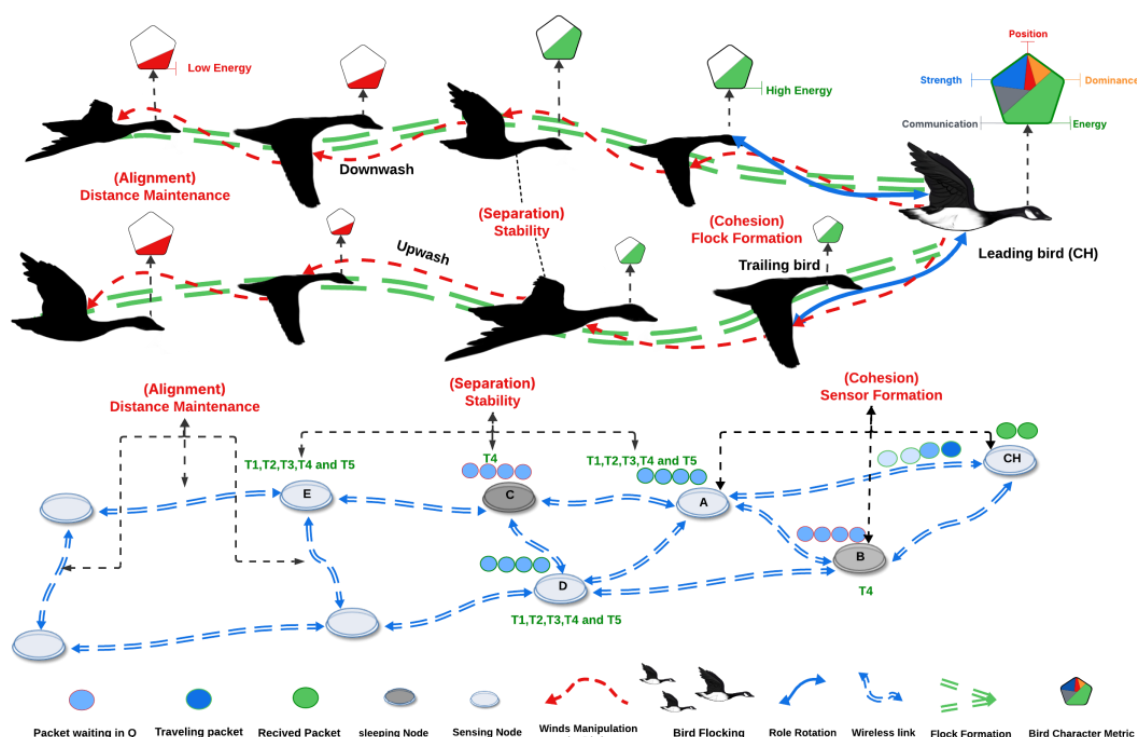 Position
Low Energy
Strength
Dominance
High Energy
Communication
Energy
Downwash
(Alignment)
Distance Maintenance
(Separation)
Stability
(Cohesion)
Flock Formation
Upwash
Trailing bird
Leading bird (CH)
(Alignment)
Distance Maintenance
(Separation)
Stability
(Cohesion)
Sensor Formation
T1,T2,T3,T4 and T5
T4
T1,T2,T3,T4 and T5
CH
E
C
A
B
D
T4
T1,T2,T3,T4 and T5
Packet waiting in Q
Traveling packet
Recived Packet
sleeping Node
Sensing Node
Winds Manipulation
Bird Flocking
Role Rotation
Wireless link
Flock Formation
Bird Character Metric